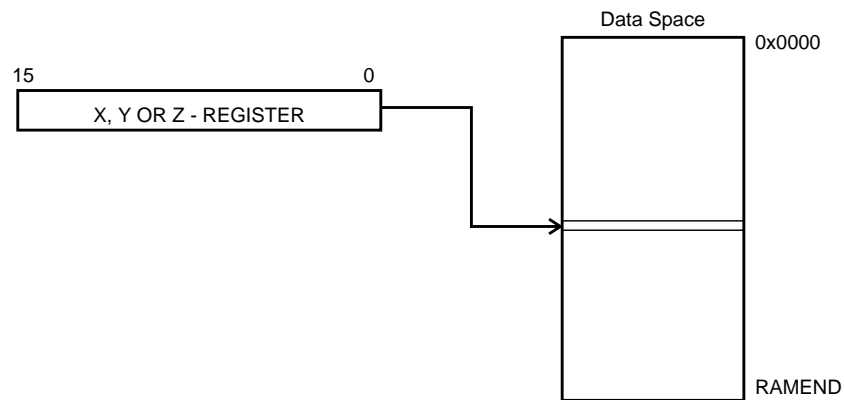 Data Space
0x0000
15 0
X, Y OR Z - REGISTER
RAMEND